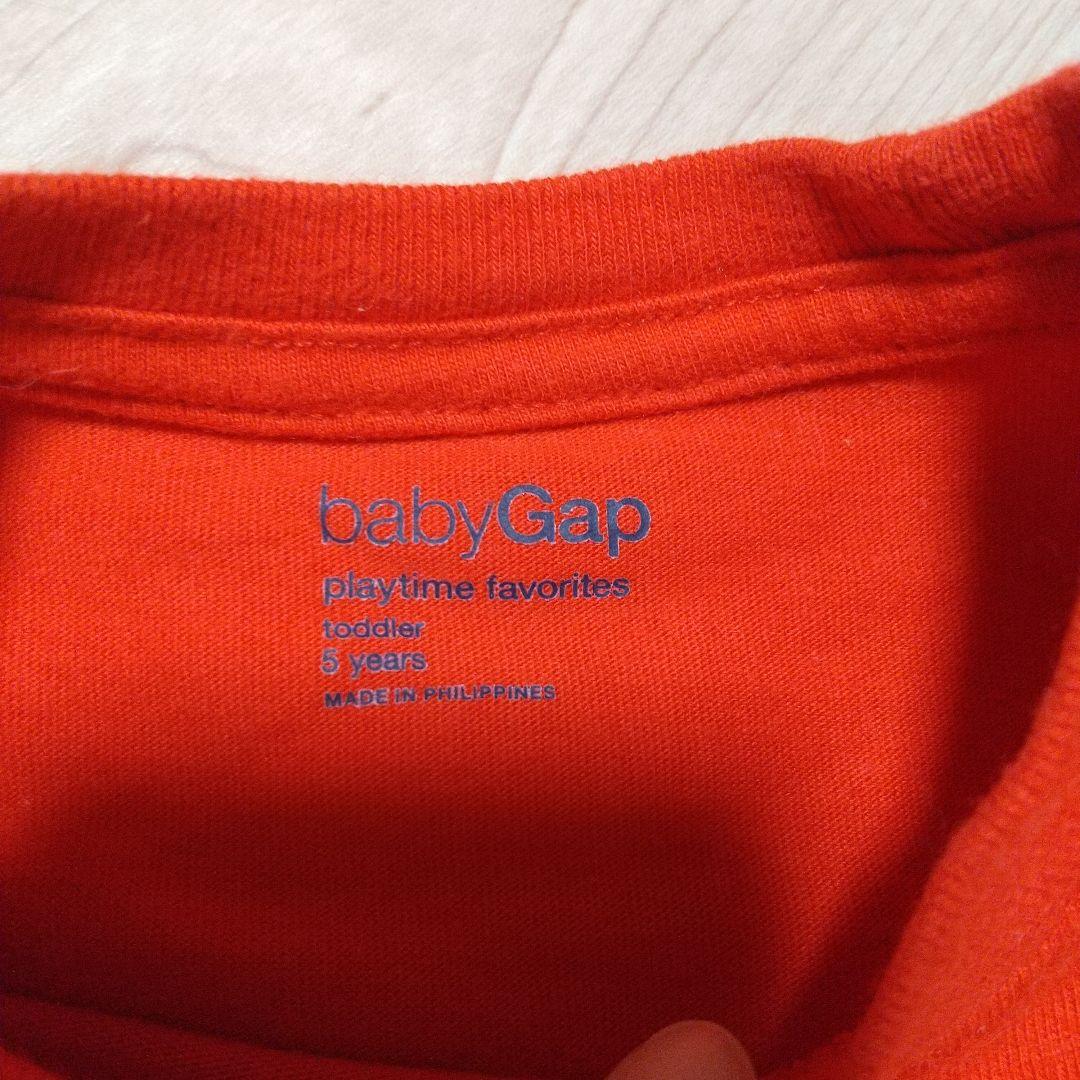 babyGap
playtime favorites
toddler
5 years
MADE IN PHILIPPINES